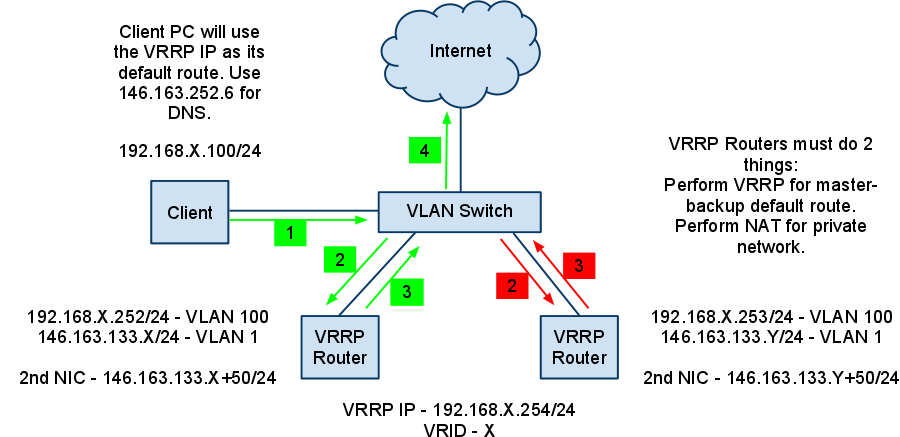 Client PC will use
the VRRP IP as its
default route. Use
146.163.252.6 for
DNS.
192.168.X.100/24
Internet
4
VRRP Routers must do 2
things:
Perform VRRP for master-
backup default route.
Perform NAT for private
network.
Client
VLAN Switch
1
2
3
2
3
192.168.X.252/24 - VLAN 100
146.163.133.X/24 - VLAN 1
2nd NIC - 146.163.133.X+50/24
VRRP
Router
VRRP
Router
192.168.X.253/24 - VLAN 100
146.163.133.Y/24 - VLAN 1
2nd NIC - 146.163.133.Y+50/24
VRRP IP - 192.168.X.254/24
VRID - X